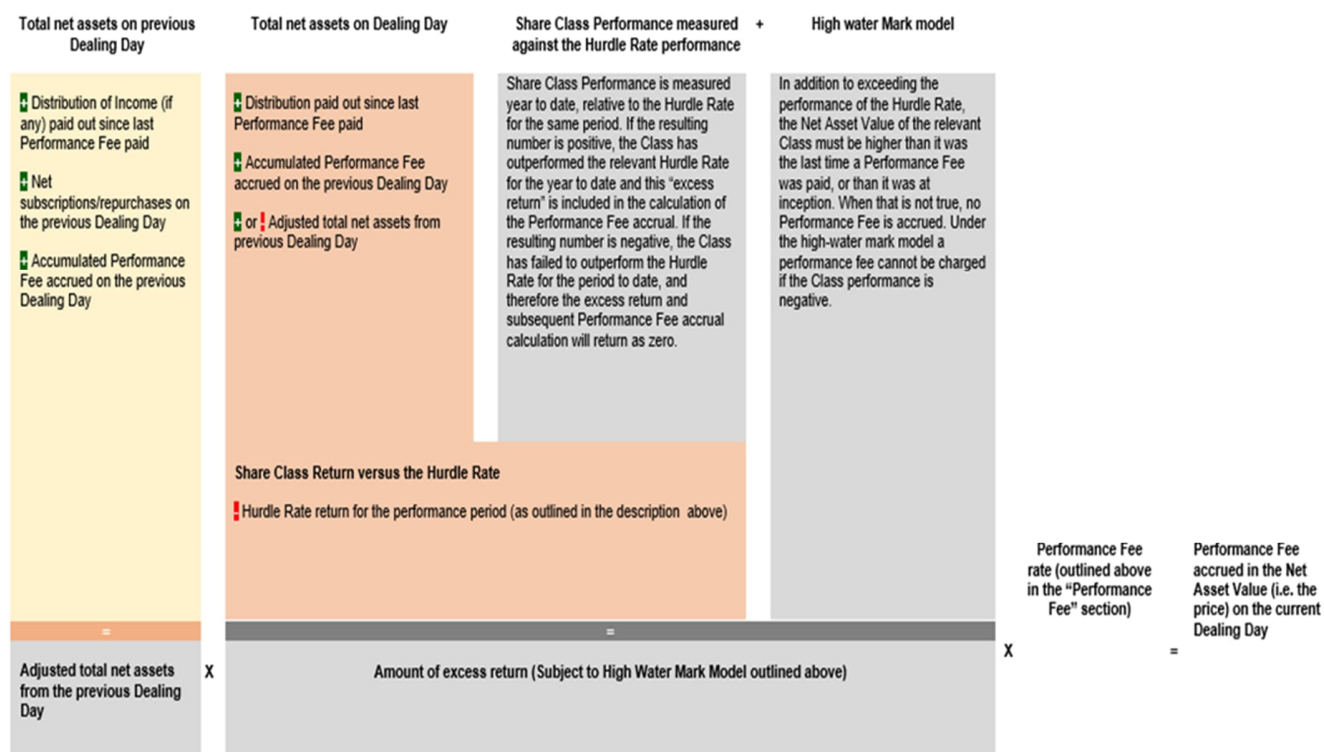 Total net assets on previous
Dealing Day
Total net assets on Dealing Day
Share Class Performance measured
against the Hurdle Rate performance
+
High water Mark model
+ Distribution of Income (if
any) paid out since last
Performance Fee paid
+ Net
subscriptions/repurchases on
the previous Dealing Day
+ Accumulated Performance
Fee accrued on the previous
Dealing Day
+ Distribution paid out since last
Performance Fee paid
+ Accumulated Performance Fee
accrued on the previous Dealing Day
+ or ! Adjusted total net assets from
previous Dealing Day
Share Class Performance is measured
year to date, relative to the Hurdle Rate
for the same period. If the resulting
number is positive, the Class has
outperformed the relevant Hurdle Rate
for the year to date and this “excess
return” is included in the calculation of
the Performance Fee accrual. If the
resulting number is negative, the Class
has failed to outperform the Hurdle
Rate for the period to date, and
therefore the excess return and
subsequent Performance Fee accrual
calculation will return as zero.
In addition to exceeding the
performance of the Hurdle Rate,
the Net Asset Value of the relevant
Class must be higher than it was
the last time a Performance Fee
was paid, or than it was at
inception. When that is not true, no
Performance Fee is accrued. Under
the high-water mark model a
performance fee cannot be charged
if the Class performance is
negative.
Share Class Return versus the Hurdle Rate
! Hurdle Rate return for the performance period (as outlined in the description above)
=
=
Adjusted total net assets
from the previous Dealing
Day
X
Amount of excess return (Subject to High Water Mark Model outlined above)
X
Performance Fee
rate (outlined above
in the “Performance
Fee” section)
=
Performance Fee
accrued in the Net
Asset Value (i.e. the
price) on the current
Dealing Day